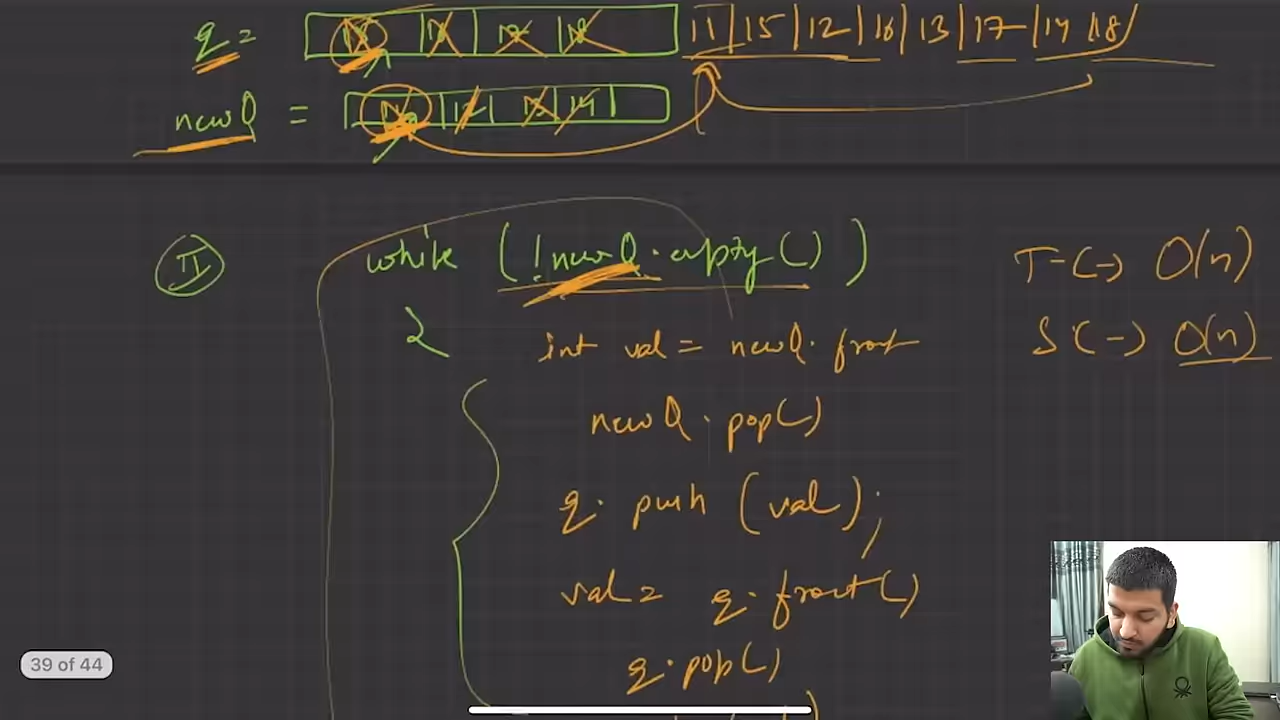 q =
11 | 15 | 12 | 16 | 13 | 17 | 14 18
newQ =
II
while ( ! newQ . empty ( ) )
T C -> O(n)
{
int val = newQ . front
S C -> O(n)
newQ . pop ( )
q . push (val) ;
val = q . front ( )
39 of 44
q . pop ( )